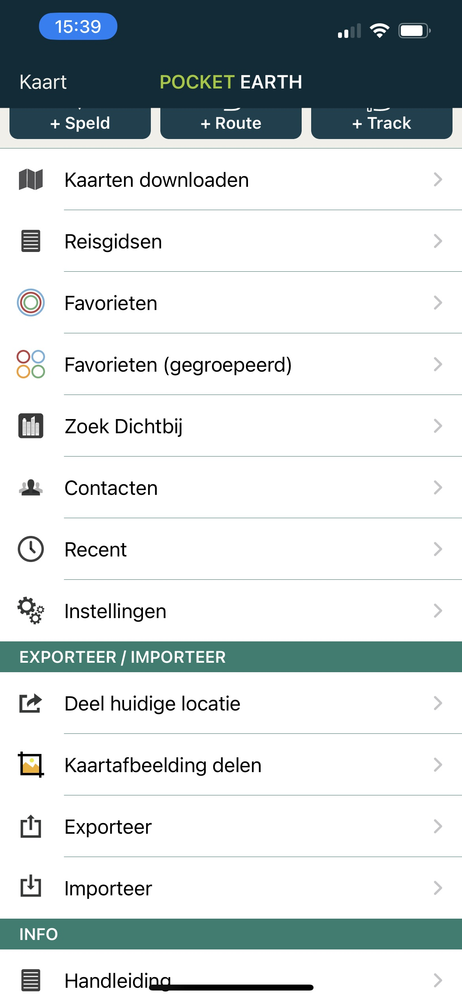 15:39
Kaart
POCKET EARTH
+ Speld
+ Route
+ Track
Kaarten downloaden
Reisgidsen
Favorieten
Favorieten (gegroepeerd)
Zoek Dichtbij
Contacten
Recent
Instellingen
EXPORTEER / IMPORTEER
Deel huidige locatie
Kaartafbeelding delen
Exporteer
Importeer
INFO
Handleiding